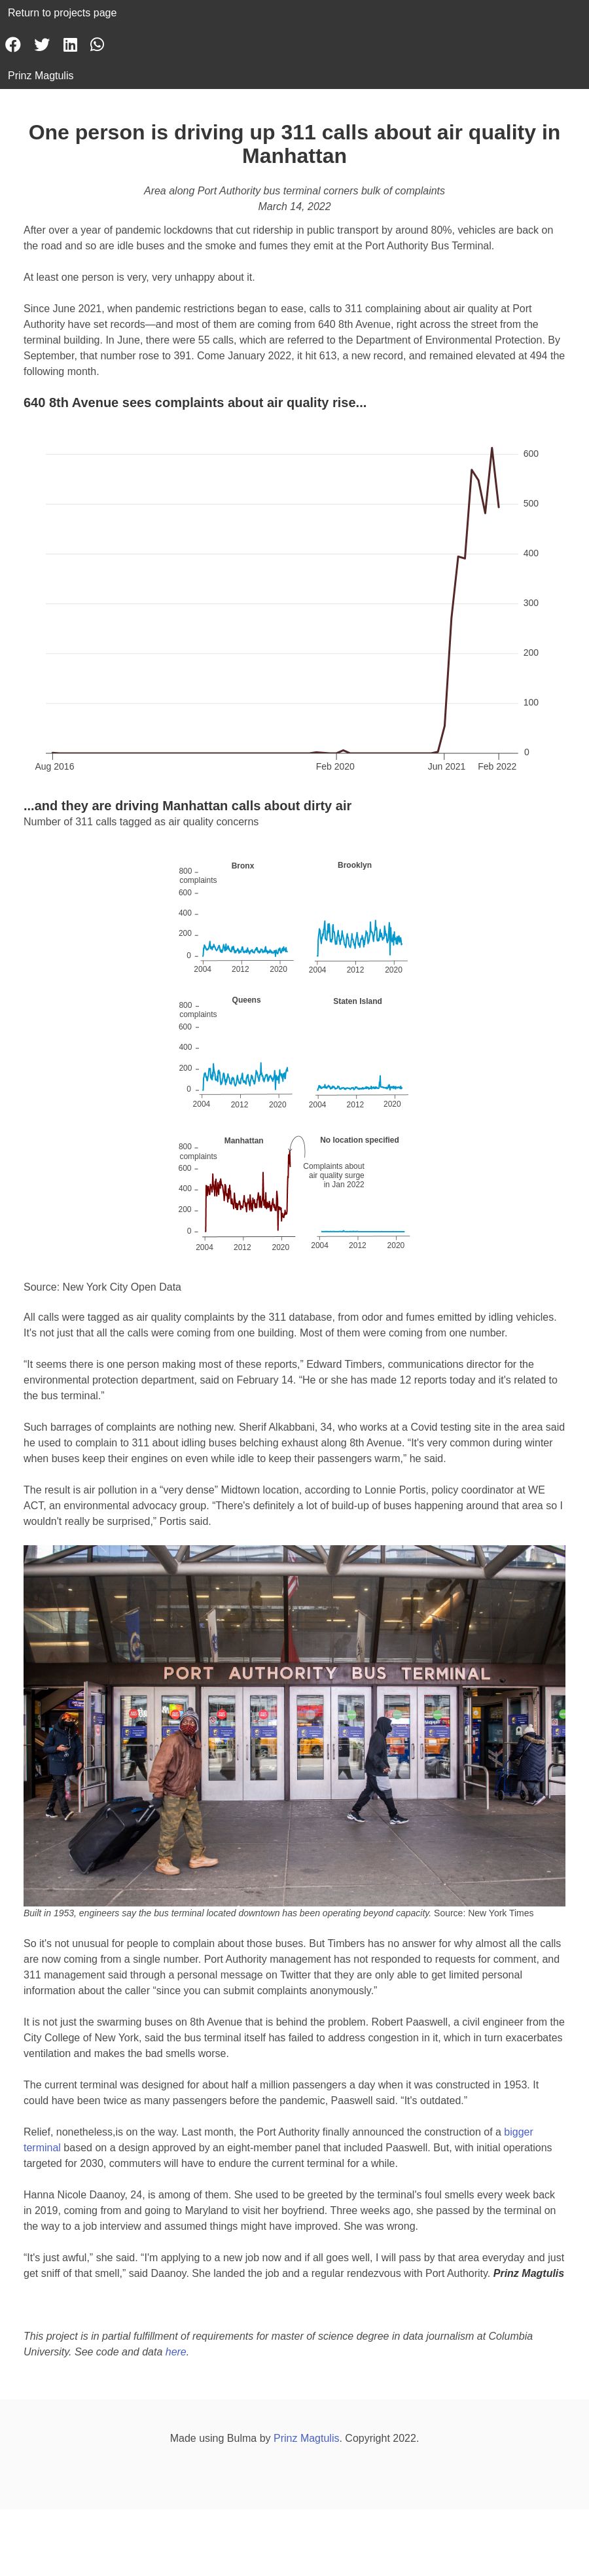 Return to projects page
Prinz Magtulis
One person is driving up 311 calls about air quality in
Manhattan
Area along Port Authority bus terminal corners bulk of complaints
March 14, 2022
After over a year of pandemic lockdowns that cut ridership in public transport by around 80%, vehicles are back on
the road and so are idle buses and the smoke and fumes they emit at the Port Authority Bus Terminal.
At least one person is very, very unhappy about it.
Since June 2021, when pandemic restrictions began to ease, calls to 311 complaining about air quality at Port
Authority have set records—and most of them are coming from 640 8th Avenue, right across the street from the
terminal building. In June, there were 55 calls, which are referred to the Department of Environmental Protection. By
September, that number rose to 391. Come January 2022, it hit 613, a new record, and remained elevated at 494 the
following month.
640 8th Avenue sees complaints about air quality rise...
600
500
400
300
200
100
0
Aug 2016 Feb 2020 Jun 2021 Feb 2022
...and they are driving Manhattan calls about dirty air
Number of 311 calls tagged as air quality concerns
Bronx Brooklyn
800
complaints
600
400
200
0
2004 2012 2020 2004 2012 2020
Queens Staten Island
800
complaints
600
400
200
0
2004 2012 2020 2004 2012 2020
Manhattan No location specified
800
complaints
600
400
200
0
Complaints about
air quality surge
in Jan 2022
2004 2012 2020 2004 2012 2020
Source: New York City Open Data
All calls were tagged as air quality complaints by the 311 database, from odor and fumes emitted by idling vehicles.
It's not just that all the calls were coming from one building. Most of them were coming from one number.
“It seems there is one person making most of these reports,” Edward Timbers, communications director for the
environmental protection department, said on February 14. “He or she has made 12 reports today and it's related to
the bus terminal.”
Such barrages of complaints are nothing new. Sherif Alkabbani, 34, who works at a Covid testing site in the area said
he used to complain to 311 about idling buses belching exhaust along 8th Avenue. “It's very common during winter
when buses keep their engines on even while idle to keep their passengers warm,” he said.
The result is air pollution in a “very dense” Midtown location, according to Lonnie Portis, policy coordinator at WE
ACT, an environmental advocacy group. “There's definitely a lot of build-up of buses happening around that area so I
wouldn't really be surprised,” Portis said.
PORT AUTHORITY BUS TERMINAL
Built in 1953, engineers say the bus terminal located downtown has been operating beyond capacity. Source: New York Times
So it's not unusual for people to complain about those buses. But Timbers has no answer for why almost all the calls
are now coming from a single number. Port Authority management has not responded to requests for comment, and
311 management said through a personal message on Twitter that they are only able to get limited personal
information about the caller “since you can submit complaints anonymously.”
It is not just the swarming buses on 8th Avenue that is behind the problem. Robert Paaswell, a civil engineer from the
City College of New York, said the bus terminal itself has failed to address congestion in it, which in turn exacerbates
ventilation and makes the bad smells worse.
The current terminal was designed for about half a million passengers a day when it was constructed in 1953. It
could have been twice as many passengers before the pandemic, Paaswell said. “It's outdated.”
Relief, nonetheless,is on the way. Last month, the Port Authority finally announced the construction of a bigger
terminal based on a design approved by an eight-member panel that included Paaswell. But, with initial operations
targeted for 2030, commuters will have to endure the current terminal for a while.
Hanna Nicole Daanoy, 24, is among of them. She used to be greeted by the terminal's foul smells every week back
in 2019, coming from and going to Maryland to visit her boyfriend. Three weeks ago, she passed by the terminal on
the way to a job interview and assumed things might have improved. She was wrong.
“It's just awful,” she said. “I'm applying to a new job now and if all goes well, I will pass by that area everyday and just
get sniff of that smell,” said Daanoy. She landed the job and a regular rendezvous with Port Authority. Prinz Magtulis
This project is in partial fulfillment of requirements for master of science degree in data journalism at Columbia
University. See code and data here.
Made using Bulma by Prinz Magtulis. Copyright 2022.